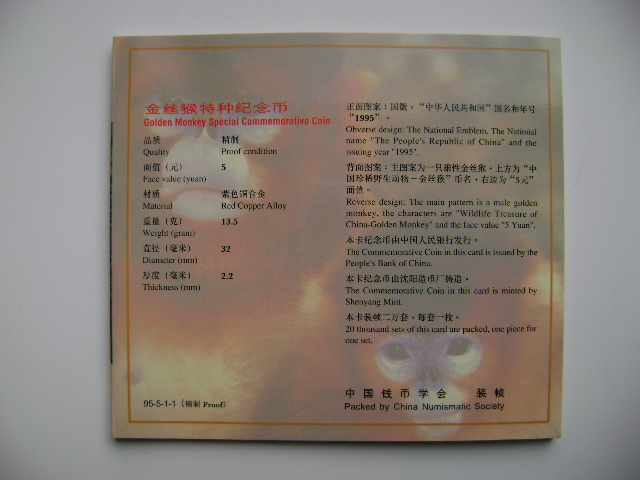 金丝猴特种纪念币
Golden Monkey Special Commemorative Coin
品质 精制
Quality Proof condition
面值（元） 5
Face value (yuan)
材质 紫色铜合金
Material Red Copper Alloy
重量（克） 13.5
Weight (gram)
直径（毫米） 32
Diameter (mm)
厚度（毫米） 2.2
Thickness (mm)
95-5-1-1（精制 Proof）
正面图案：国徽，“中华人民共和国”国名和年号
“1995”。
Obverse design: The National Emblem, The National
name "The People's Republic of China" and the
issuing year "1995".
背面图案：主图案为一只雄性金丝猴，上方为“中
国珍稀野生动物－金丝猴”币名，右边为“5元”
面值。
Reverse design: The main pattern is a male golden
monkey, the characters are "Wildlife Treasure of
China-Golden Monkey" and the face value "5 Yuan".
本卡纪念币由中国人民银行发行。
The Commemorative Coin in this card is issued by the
People's Bank of China.
本卡纪念币由沈阳造币厂铸造。
The Commemorative Coin in this card is minted by
Shenyang Mint.
本卡装帧二万套，每套一枚。
20 thousand sets of this card are packed, one piece for
one set.
中国钱币学会 装帧
Packed by China Numismatic Society